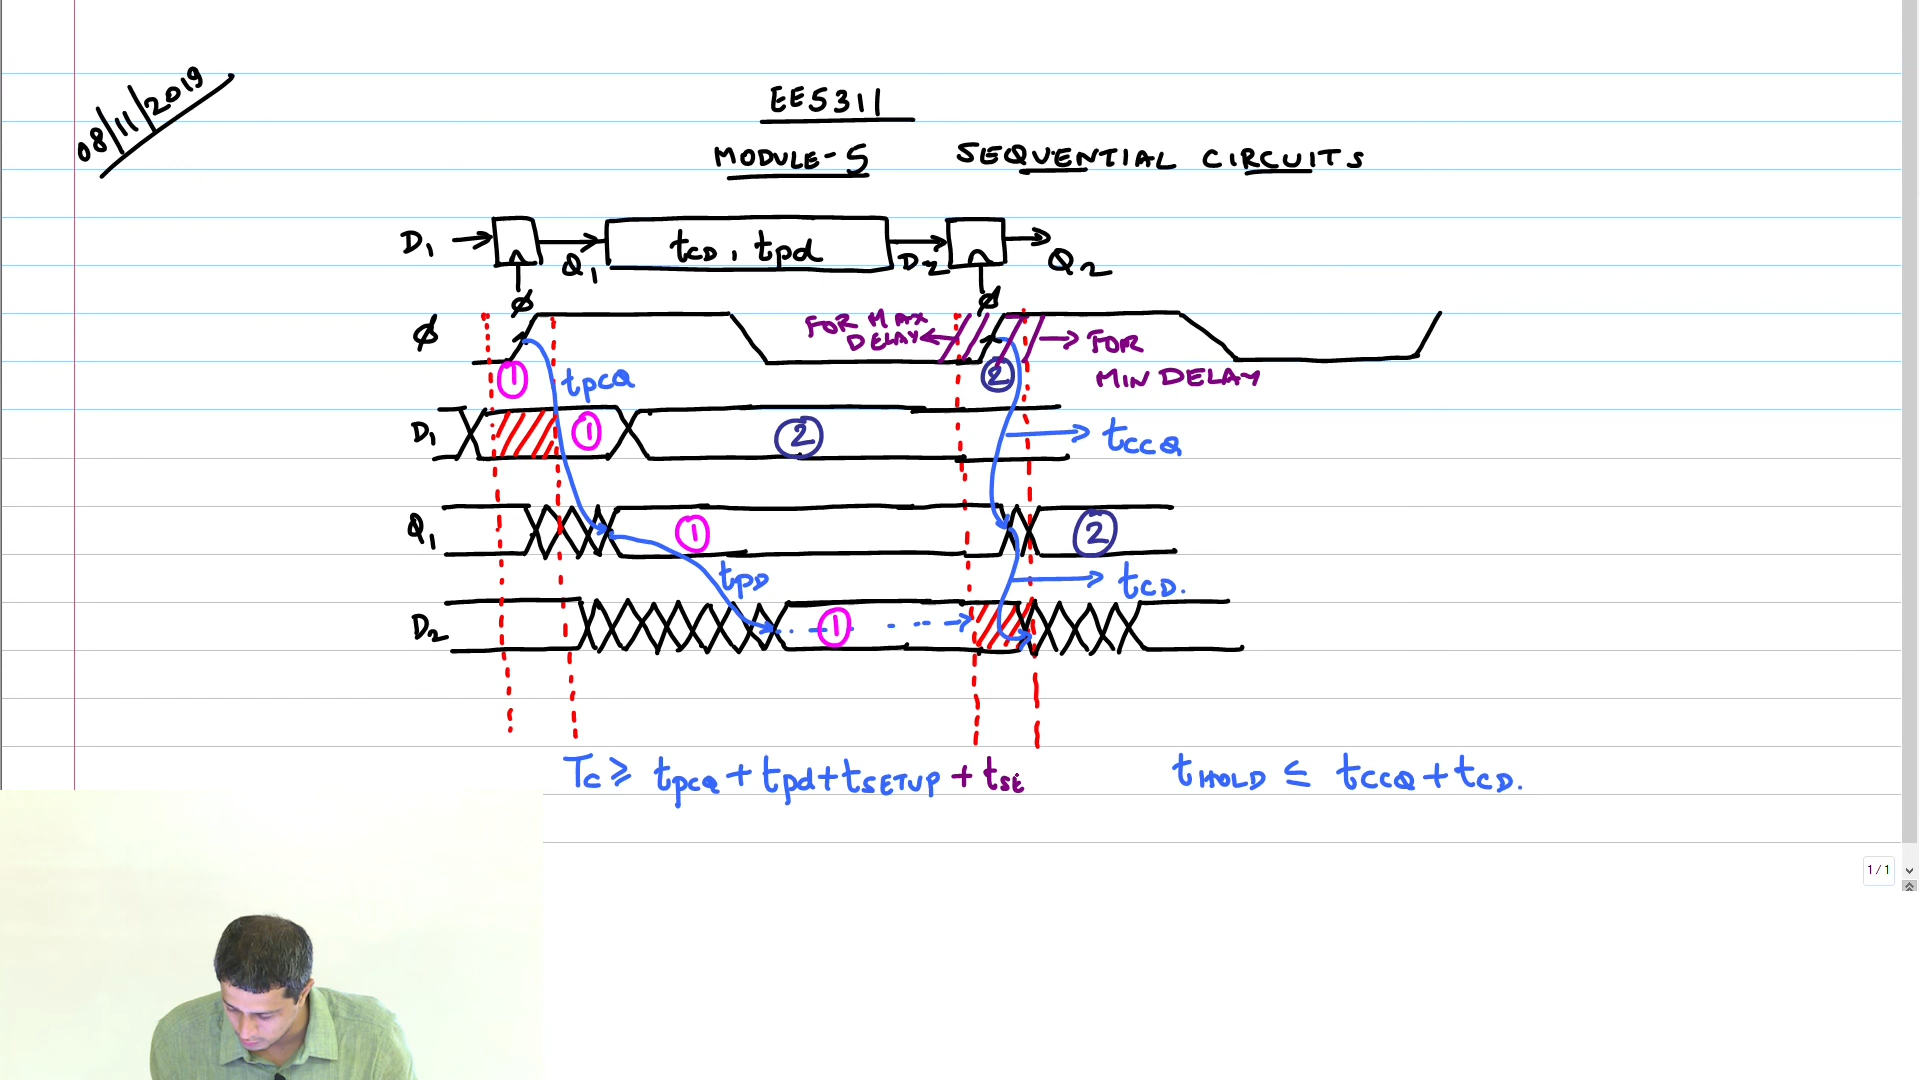 08/11/2019
EE5311
MODULE-5 SEQUENTIAL CIRCUITS
D1 Q1 tCD, tpd D2 Q2
ϕ ϕ
ϕ FOR MAX DELAY FOR MIN DELAY
1 tpCQ 2
D1 1 2 tCCQ
Q1 1 2
tPD tCD.
D2 1
TC ≥ tpCQ + tpd + tSETUP + tSE tHOLD ≤ tCCQ + tCD.
1 / 1